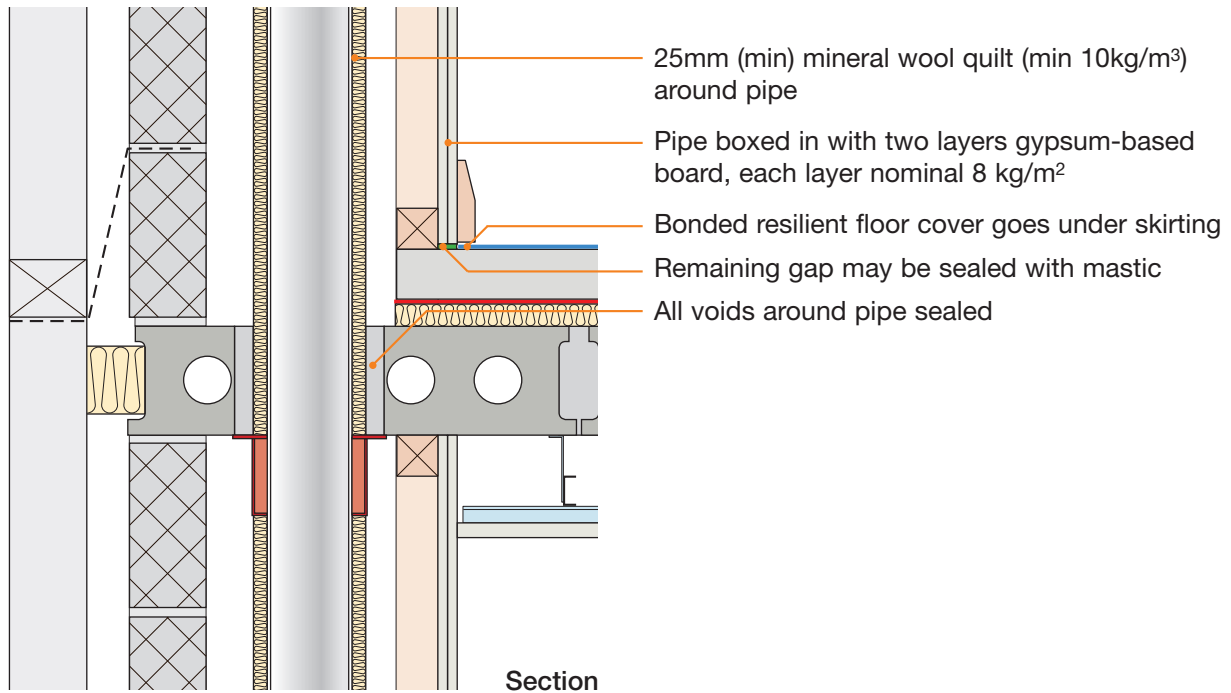 25mm (min) mineral wool quilt (min 10kg/m³)
around pipe
Pipe boxed in with two layers gypsum-based
board, each layer nominal 8 kg/m²
Bonded resilient floor cover goes under skirting
Remaining gap may be sealed with mastic
All voids around pipe sealed
Section